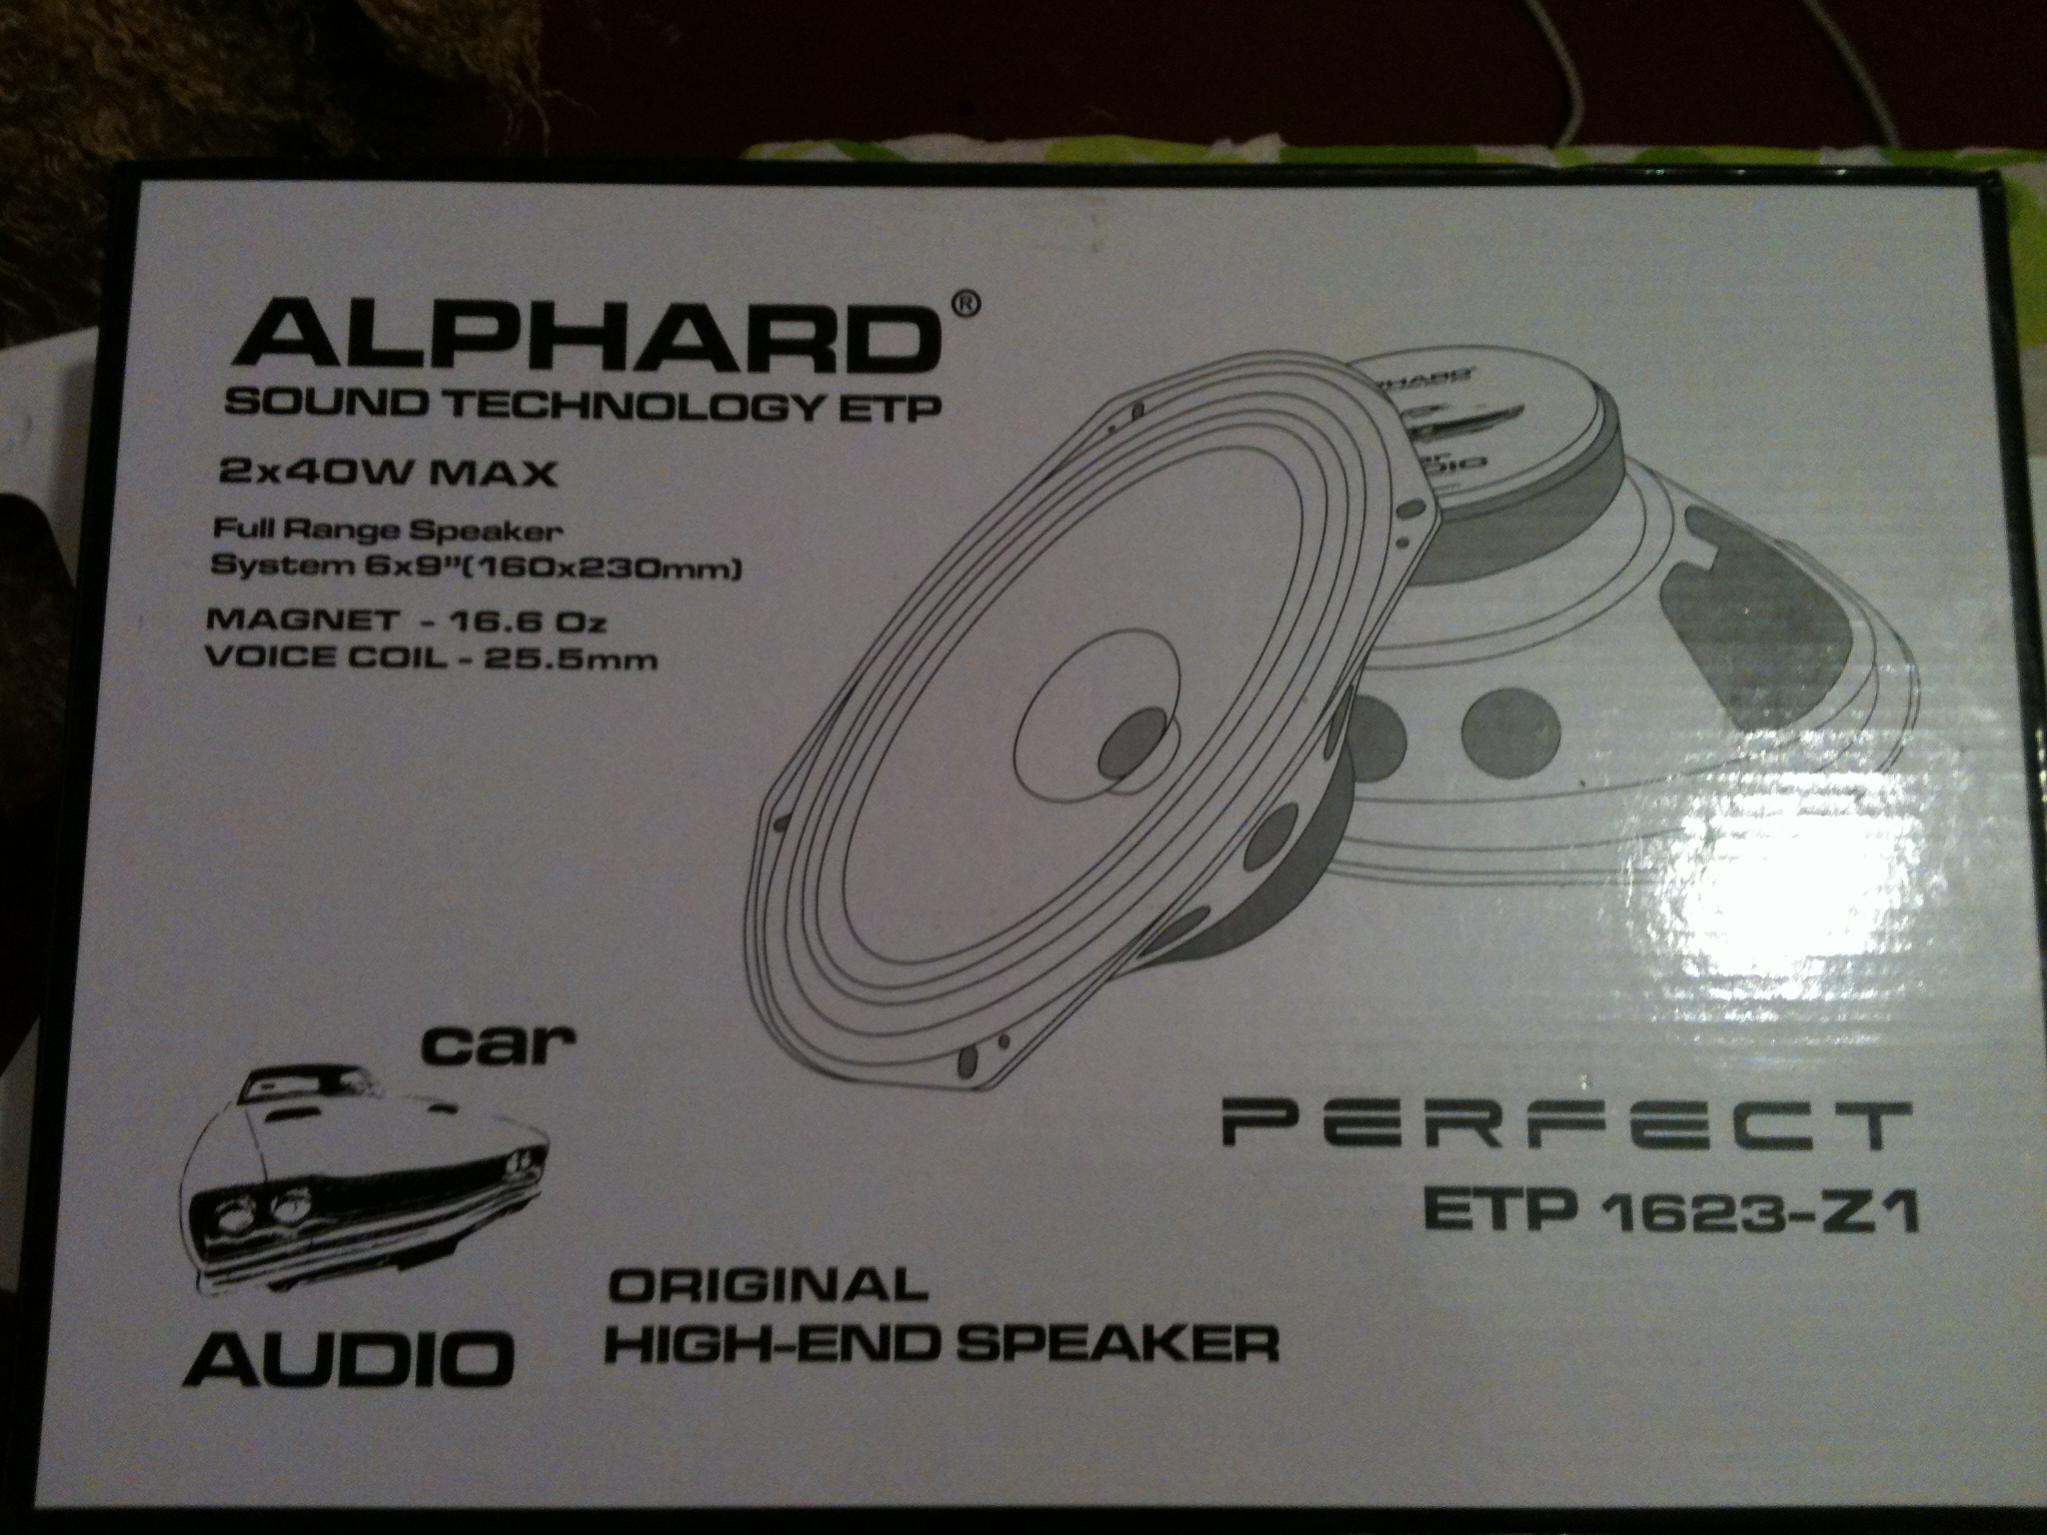 ALPHARD®
SOUND TECHNOLOGY ETP
2x40W MAX
Full Range Speaker
System 6x9”(160x230mm)
MAGNET - 16.6 Oz
VOICE COIL - 25.5mm
car
AUDIO
ORIGINAL
HIGH-END SPEAKER
PERFECT
ETP 1623-Z1